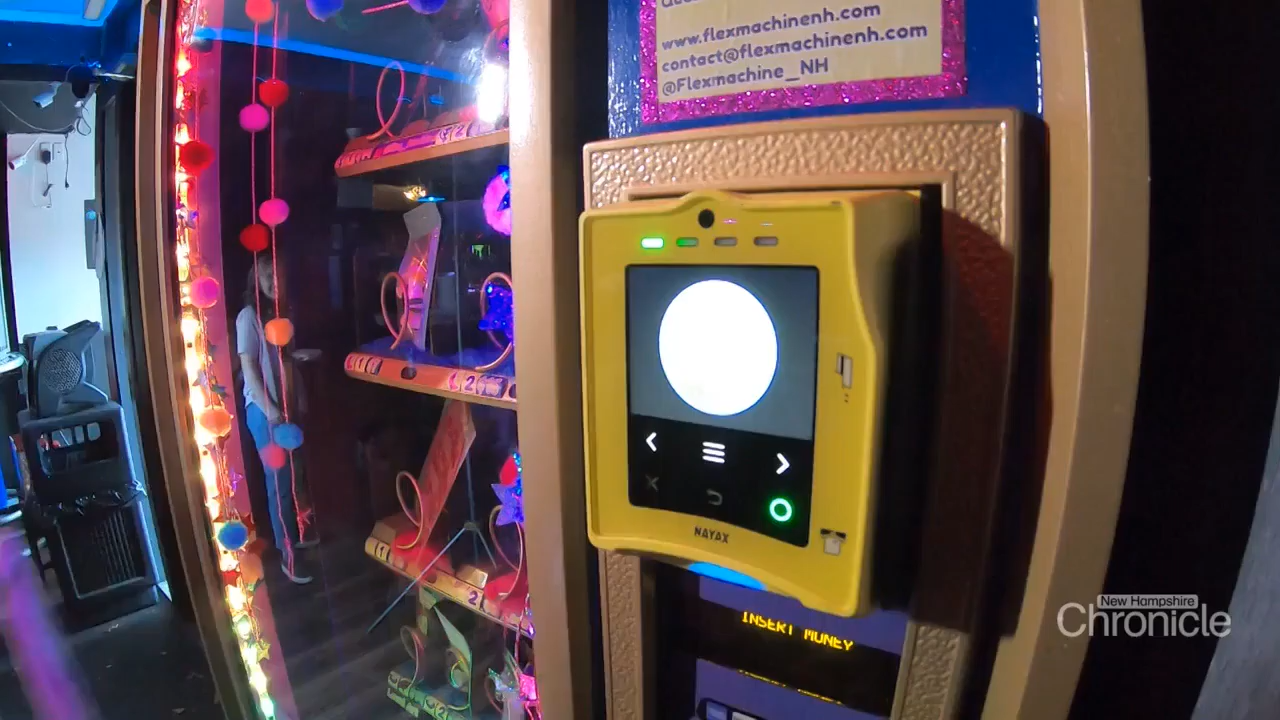 www.flexmachinenh.com
contact@flexmachinenh.com
@Flexmachine_NH
NAYAX
INSERT MONEY
New Hampshire
Chronicle